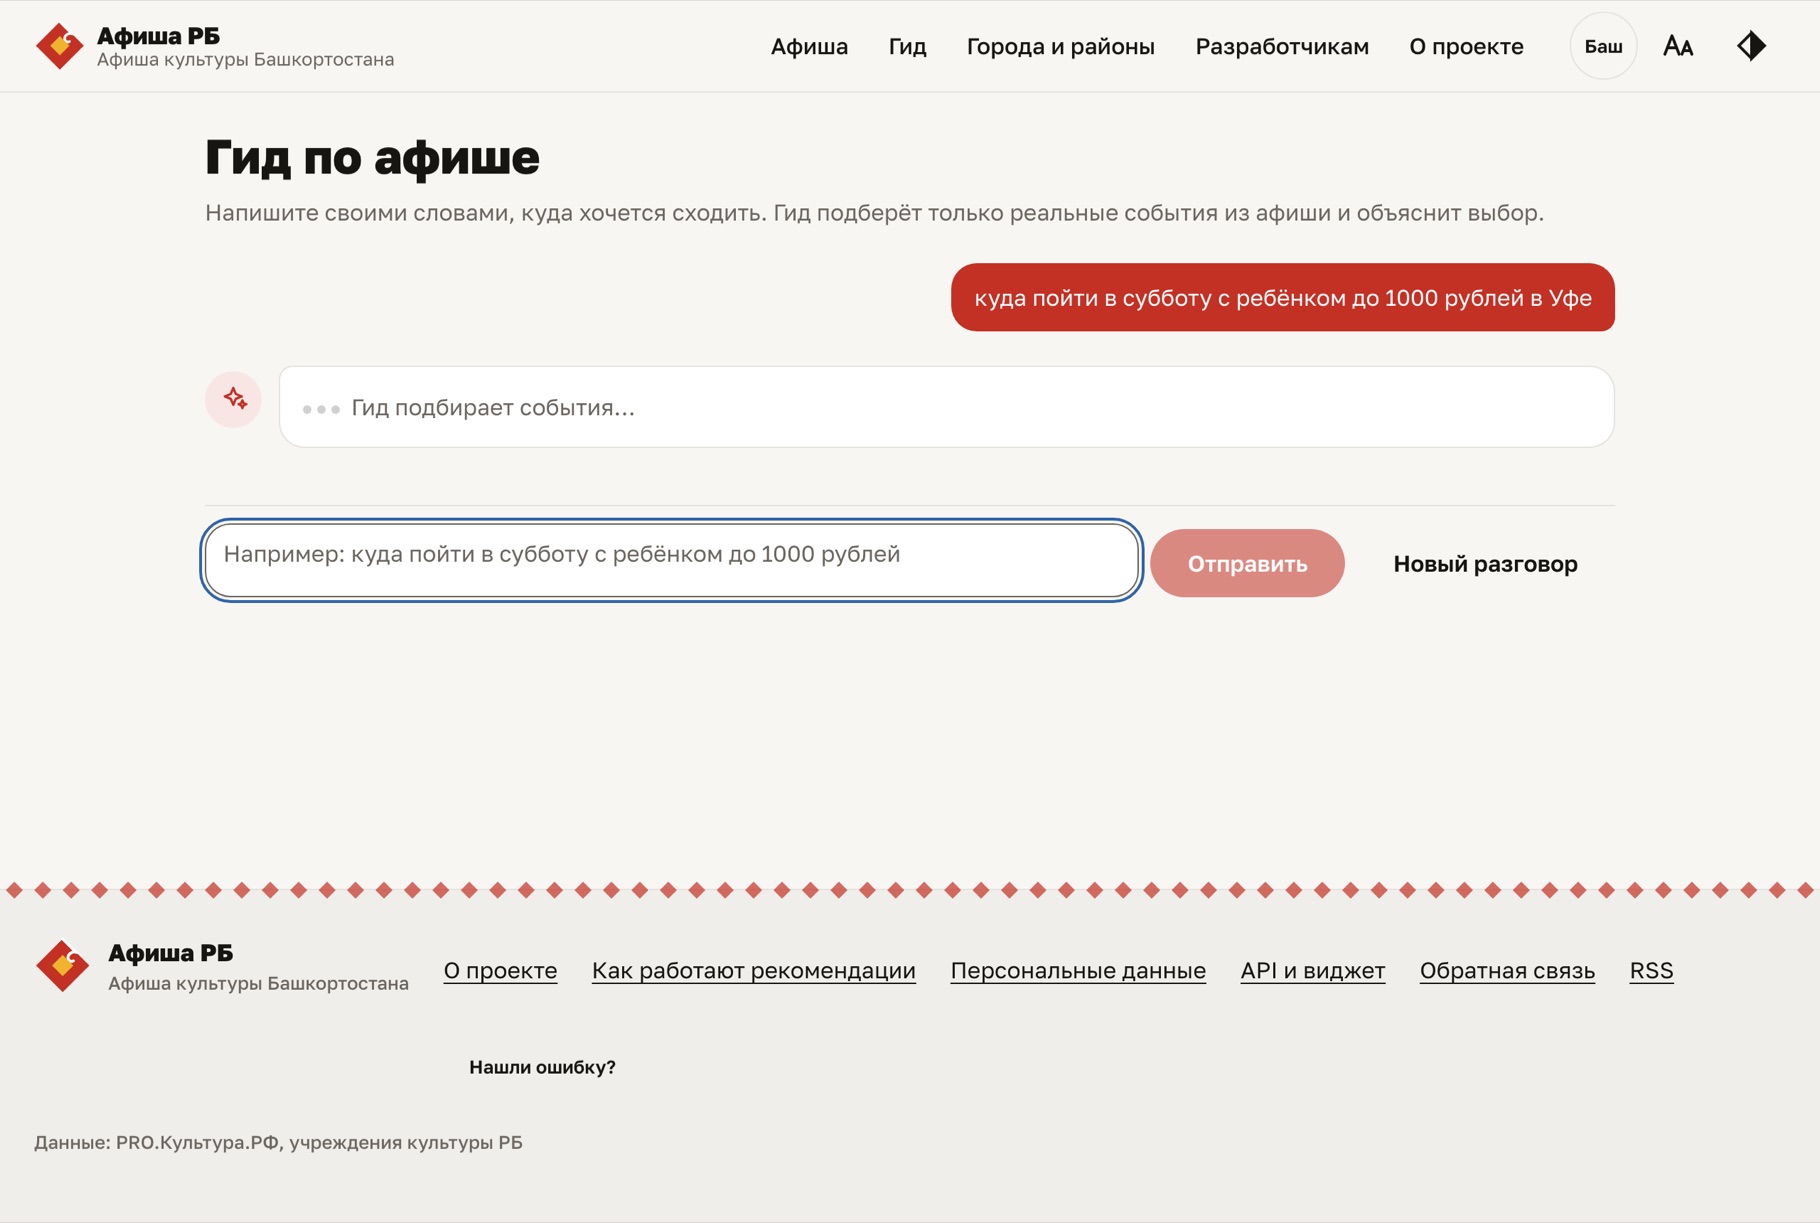 Афиша РБ
Афиша культуры Башкортостана
Афиша
Гид
Города и районы
Разработчикам
О проекте
Баш
АА
Гид по афише
Напишите своими словами, куда хочется сходить. Гид подберёт только реальные события из афиши и объяснит выбор.
куда пойти в субботу с ребёнком до 1000 рублей в Уфе
Гид подбирает события...
Например: куда пойти в субботу с ребёнком до 1000 рублей
Отправить
Новый разговор
Афиша РБ
Афиша культуры Башкортостана
О проекте
Как работают рекомендации
Персональные данные
API и виджет
Обратная связь
RSS
Нашли ошибку?
Данные: PRO.Культура.РФ, учреждения культуры РБ